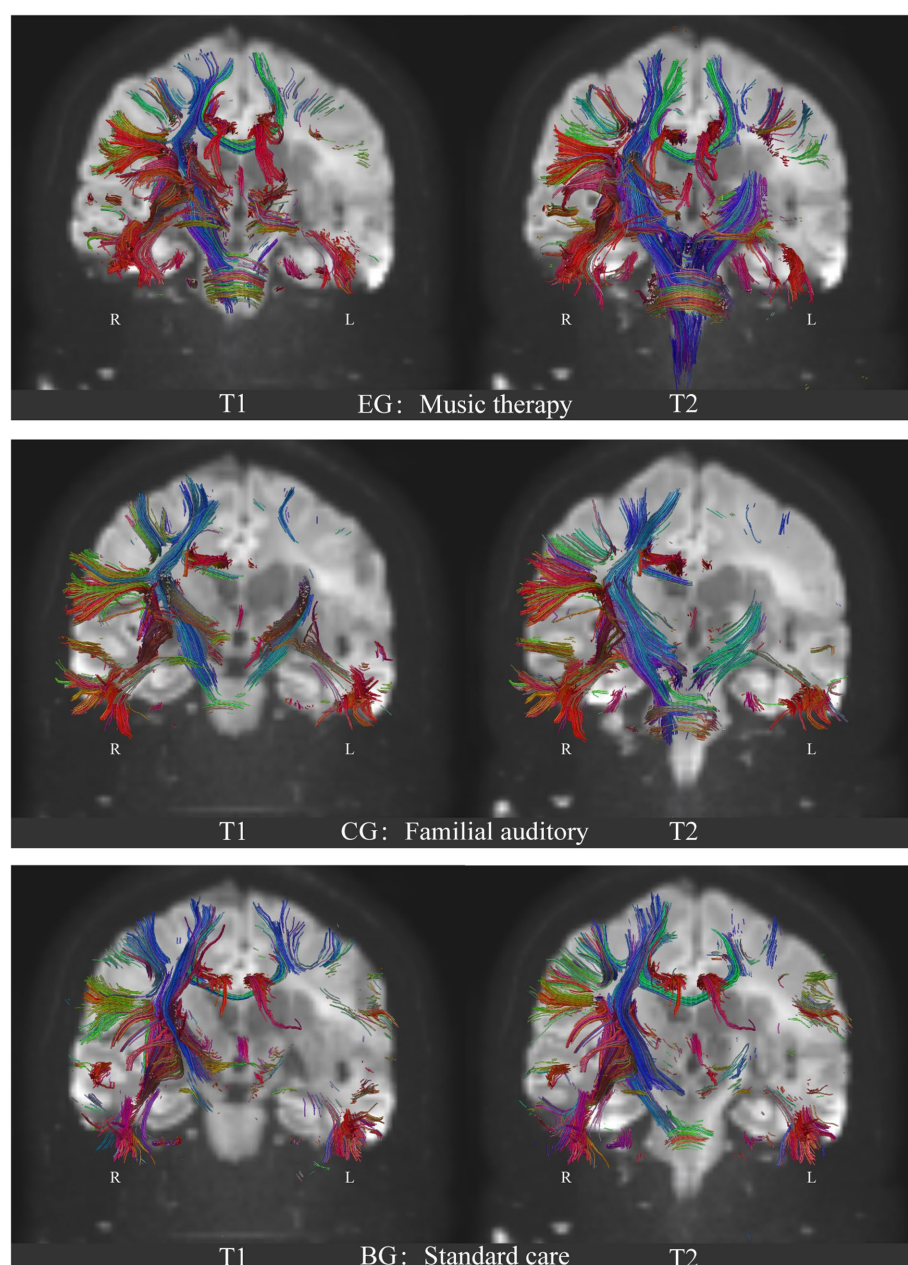 R L R L
T1 EG: Music therapy T2
R L R L
T1 CG: Familial auditory T2
R L R L
T1 BG: Standard care T2